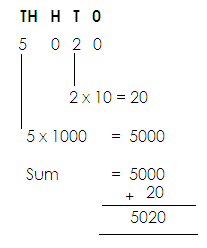 TH H T O
5 0 2 0
2 x 10 = 20
5 x 1000 = 5000
Sum = 5000
+ 20
5020